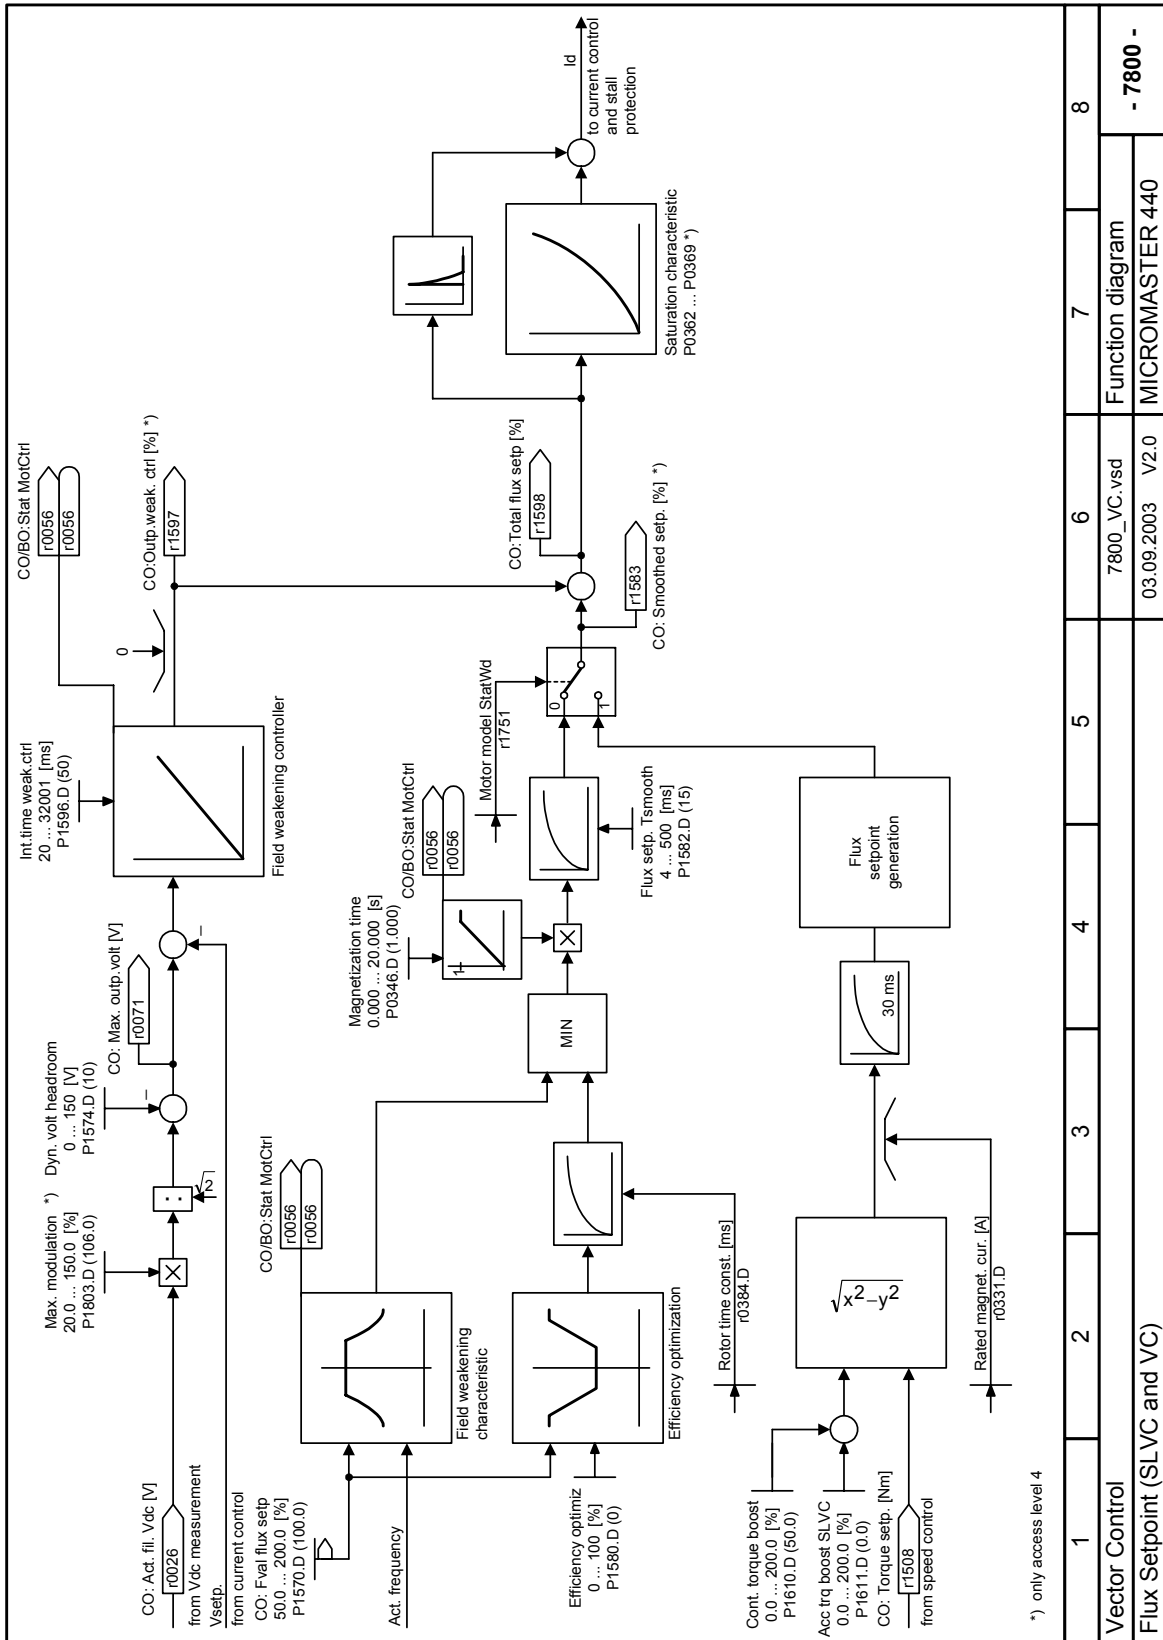 CO: Act. fil. Vdc [V]
r0026
from Vdc measurement
Vsetp.
from current control
Max. modulation *)
20.0 ... 150.0 [%]
P1803.D (106.0)
√2
Dyn. volt headroom
0 ... 150 [V]
P1574.D (10)
–
CO: Max. outp.volt [V]
r0071
–
Int.time weak.ctrl
20 ... 32001 [ms]
P1596.D (50)
Field weakening controller
0
CO/BO:Stat MotCtrl
r0056
r0056
CO:Outp.weak. ctrl [%] *)
r1597
CO: Fval flux setp
50.0 ... 200.0 [%]
P1570.D (100.0)
Act. frequency
Field weakening
characteristic
CO/BO:Stat MotCtrl
r0056
r0056
Efficiency optimiz
0 ... 100 [%]
P1580.D (0)
Efficiency optimization
Rotor time const. [ms]
r0384.D
MIN
Magnetization time
0.000 ... 20.000 [s]
P0346.D (1.000)
1
CO/BO:Stat MotCtrl
r0056
r0056
Flux setp. Tsmooth
4 ... 500 [ms]
P1582.D (15)
Motor model StatWd
r1751
0
1
CO: Smoothed setp. [%] *)
r1583
CO:Total flux setp [%]
r1598
Saturation characteristic
P0362 ... P0369 *)
Id
to current control
and stall
protection
Cont. torque boost
0.0 ... 200.0 [%]
P1610.D (50.0)
Acc trq boost SLVC
0.0 ... 200.0 [%]
P1611.D (0.0)
CO: Torque setp. [Nm]
r1508
from speed control
√x²–y²
Rated magnet. cur. [A]
r0331.D
30 ms
Flux
setpoint
generation
*) only access level 4
1 2 3 4 5 6 7 8
Vector Control
7800_VC.vsd
Function diagram
- 7800 -
Flux Setpoint (SLVC and VC)
03.09.2003 V2.0
MICROMASTER 440